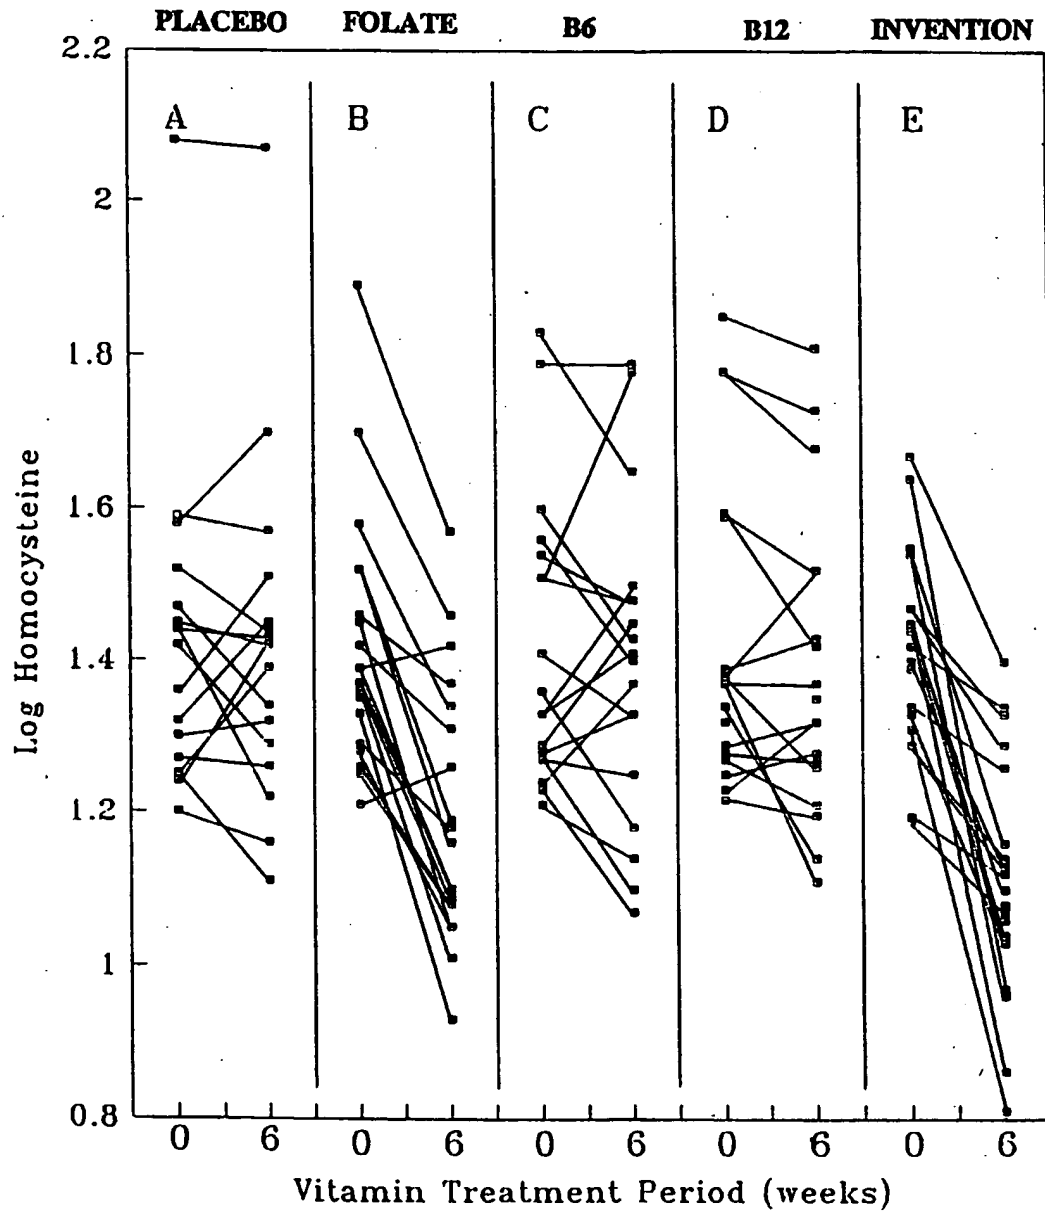 PLACEBO FOLATE B6 B12 INVENTION
2.2
A B C D E
2
1.8
1.6
1.4
1.2
1
0.8
Log Homocysteine
0 6 0 6 0 6 0 6 0 6
Vitamin Treatment Period (weeks)